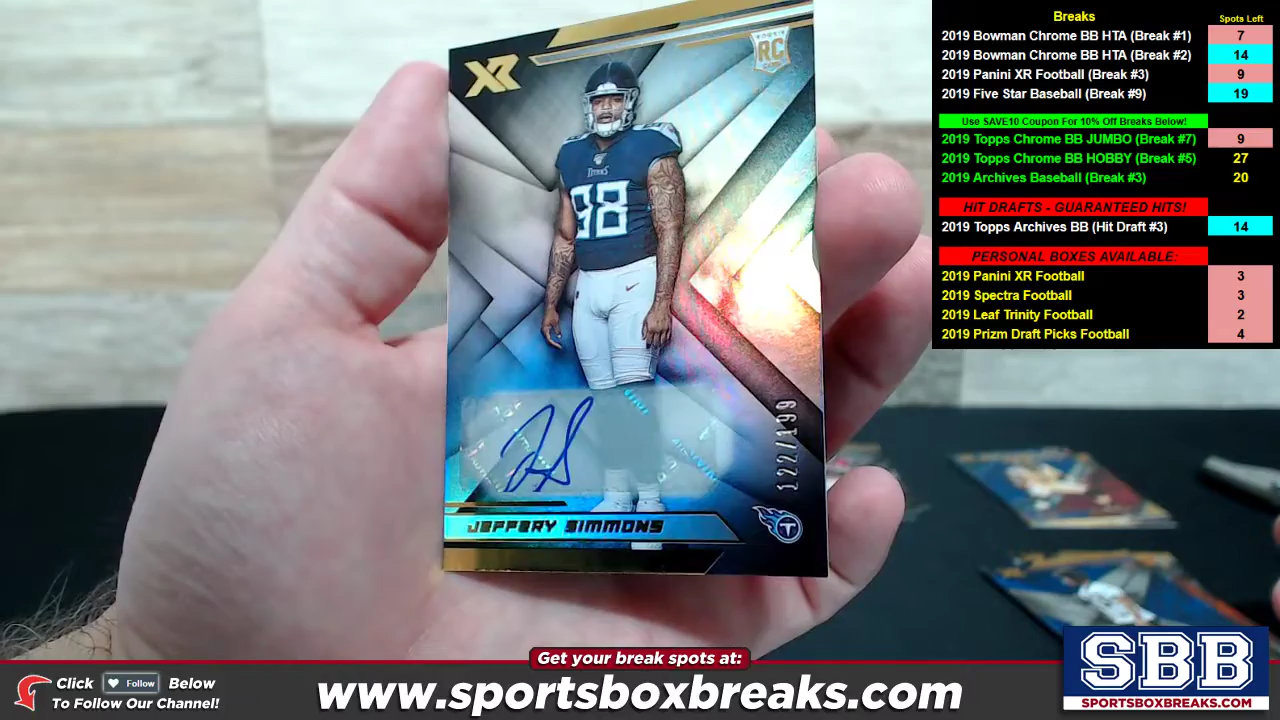 XR
RC
TITANS
98
122/199
JEFFERY SIMMONS
T
Breaks Spots Left
2019 Bowman Chrome BB HTA (Break #1) 7
2019 Bowman Chrome BB HTA (Break #2) 14
2019 Panini XR Football (Break #3) 9
2019 Five Star Baseball (Break #9) 19
Use SAVE10 Coupon For 10% Off Breaks Below!
2019 Topps Chrome BB JUMBO (Break #7) 9
2019 Topps Chrome BB HOBBY (Break #5) 27
2019 Archives Baseball (Break #3) 20
HIT DRAFTS - GUARANTEED HITS!
2019 Topps Archives BB (Hit Draft #3) 14
PERSONAL BOXES AVAILABLE:
2019 Panini XR Football 3
2019 Spectra Football 3
2019 Leaf Trinity Football 2
2019 Prizm Draft Picks Football 4
Get your break spots at:
Click Follow Below
To Follow Our Channel!
www.sportsboxbreaks.com
SBB
SPORTSBOXBREAKS.COM